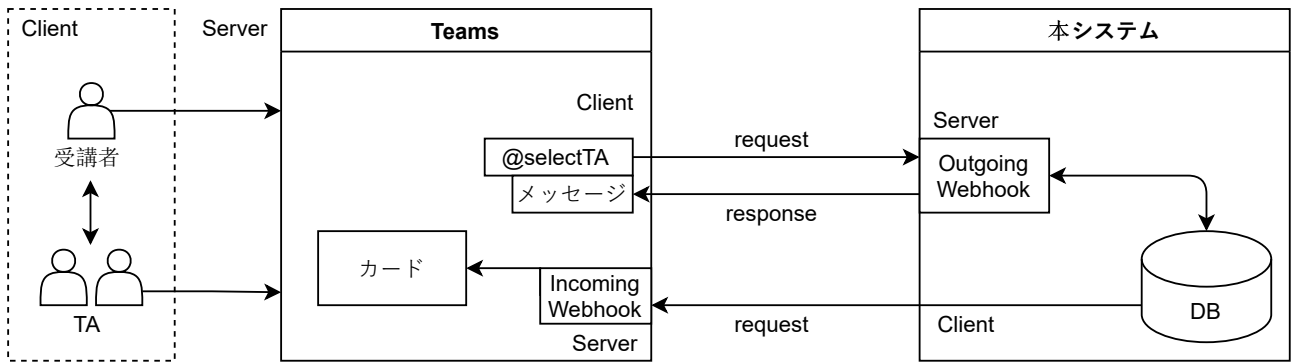 Client
Server
Teams
本システム
受講者
TA
Client
@selectTA
メッセージ
カード
Incoming
Webhook
Server
request
response
request
Server
Outgoing
Webhook
DB
Client